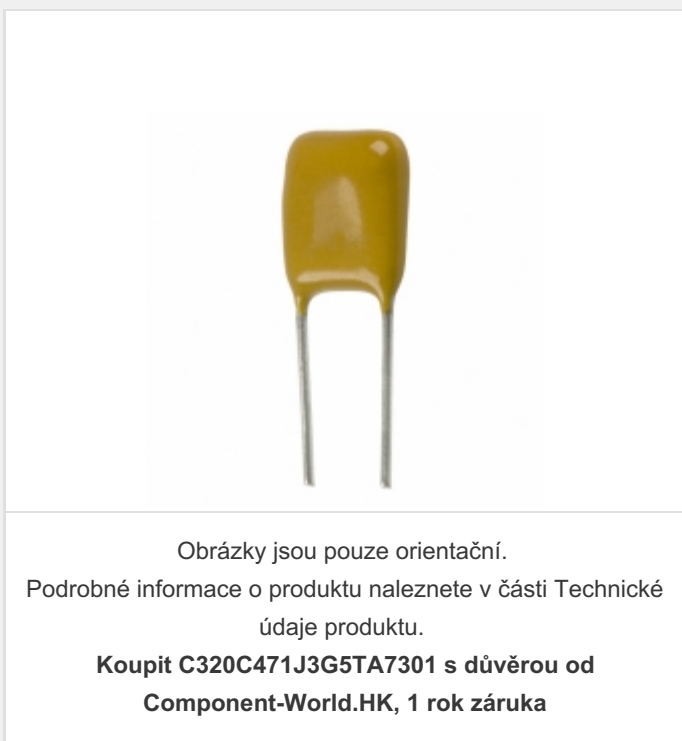 Obrázky jsou pouze orientační.
Podrobné informace o produktu naleznete v části Technické
údaje produktu.
Koupit C320C471J3G5TA7301 s důvěrou od
Component-World.HK, 1 rok záruka